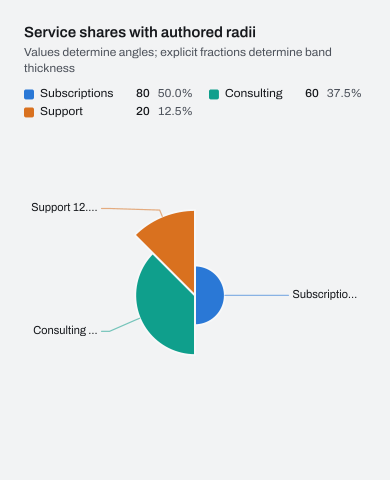 Service shares with authored radii
Values determine angles; explicit fractions determine band
thickness
Subscriptions 80 50.0% Consulting 60 37.5%
Support 20 12.5%
Support 12....
Subscriptio...
Consulting ...